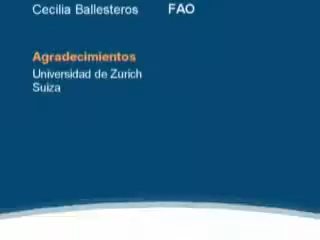 Cecilia Ballesteros FAO
Agradecimientos
Universidad de Zurich
Suiza